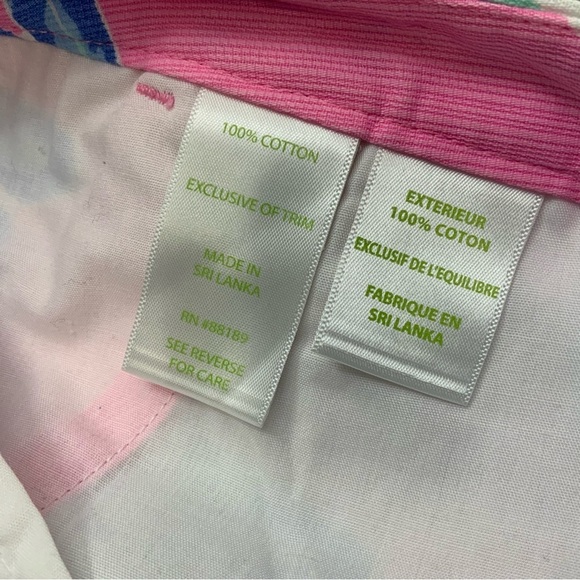 100% COTTON
EXCLUSIVE OF TRIM
MADE IN
SRI LANKA
RN #88189
SEE REVERSE
FOR CARE
EXTERIEUR
100% COTON
EXCLUSIF DE L'EQUILIBRE
FABRIQUE EN
SRI LANKA